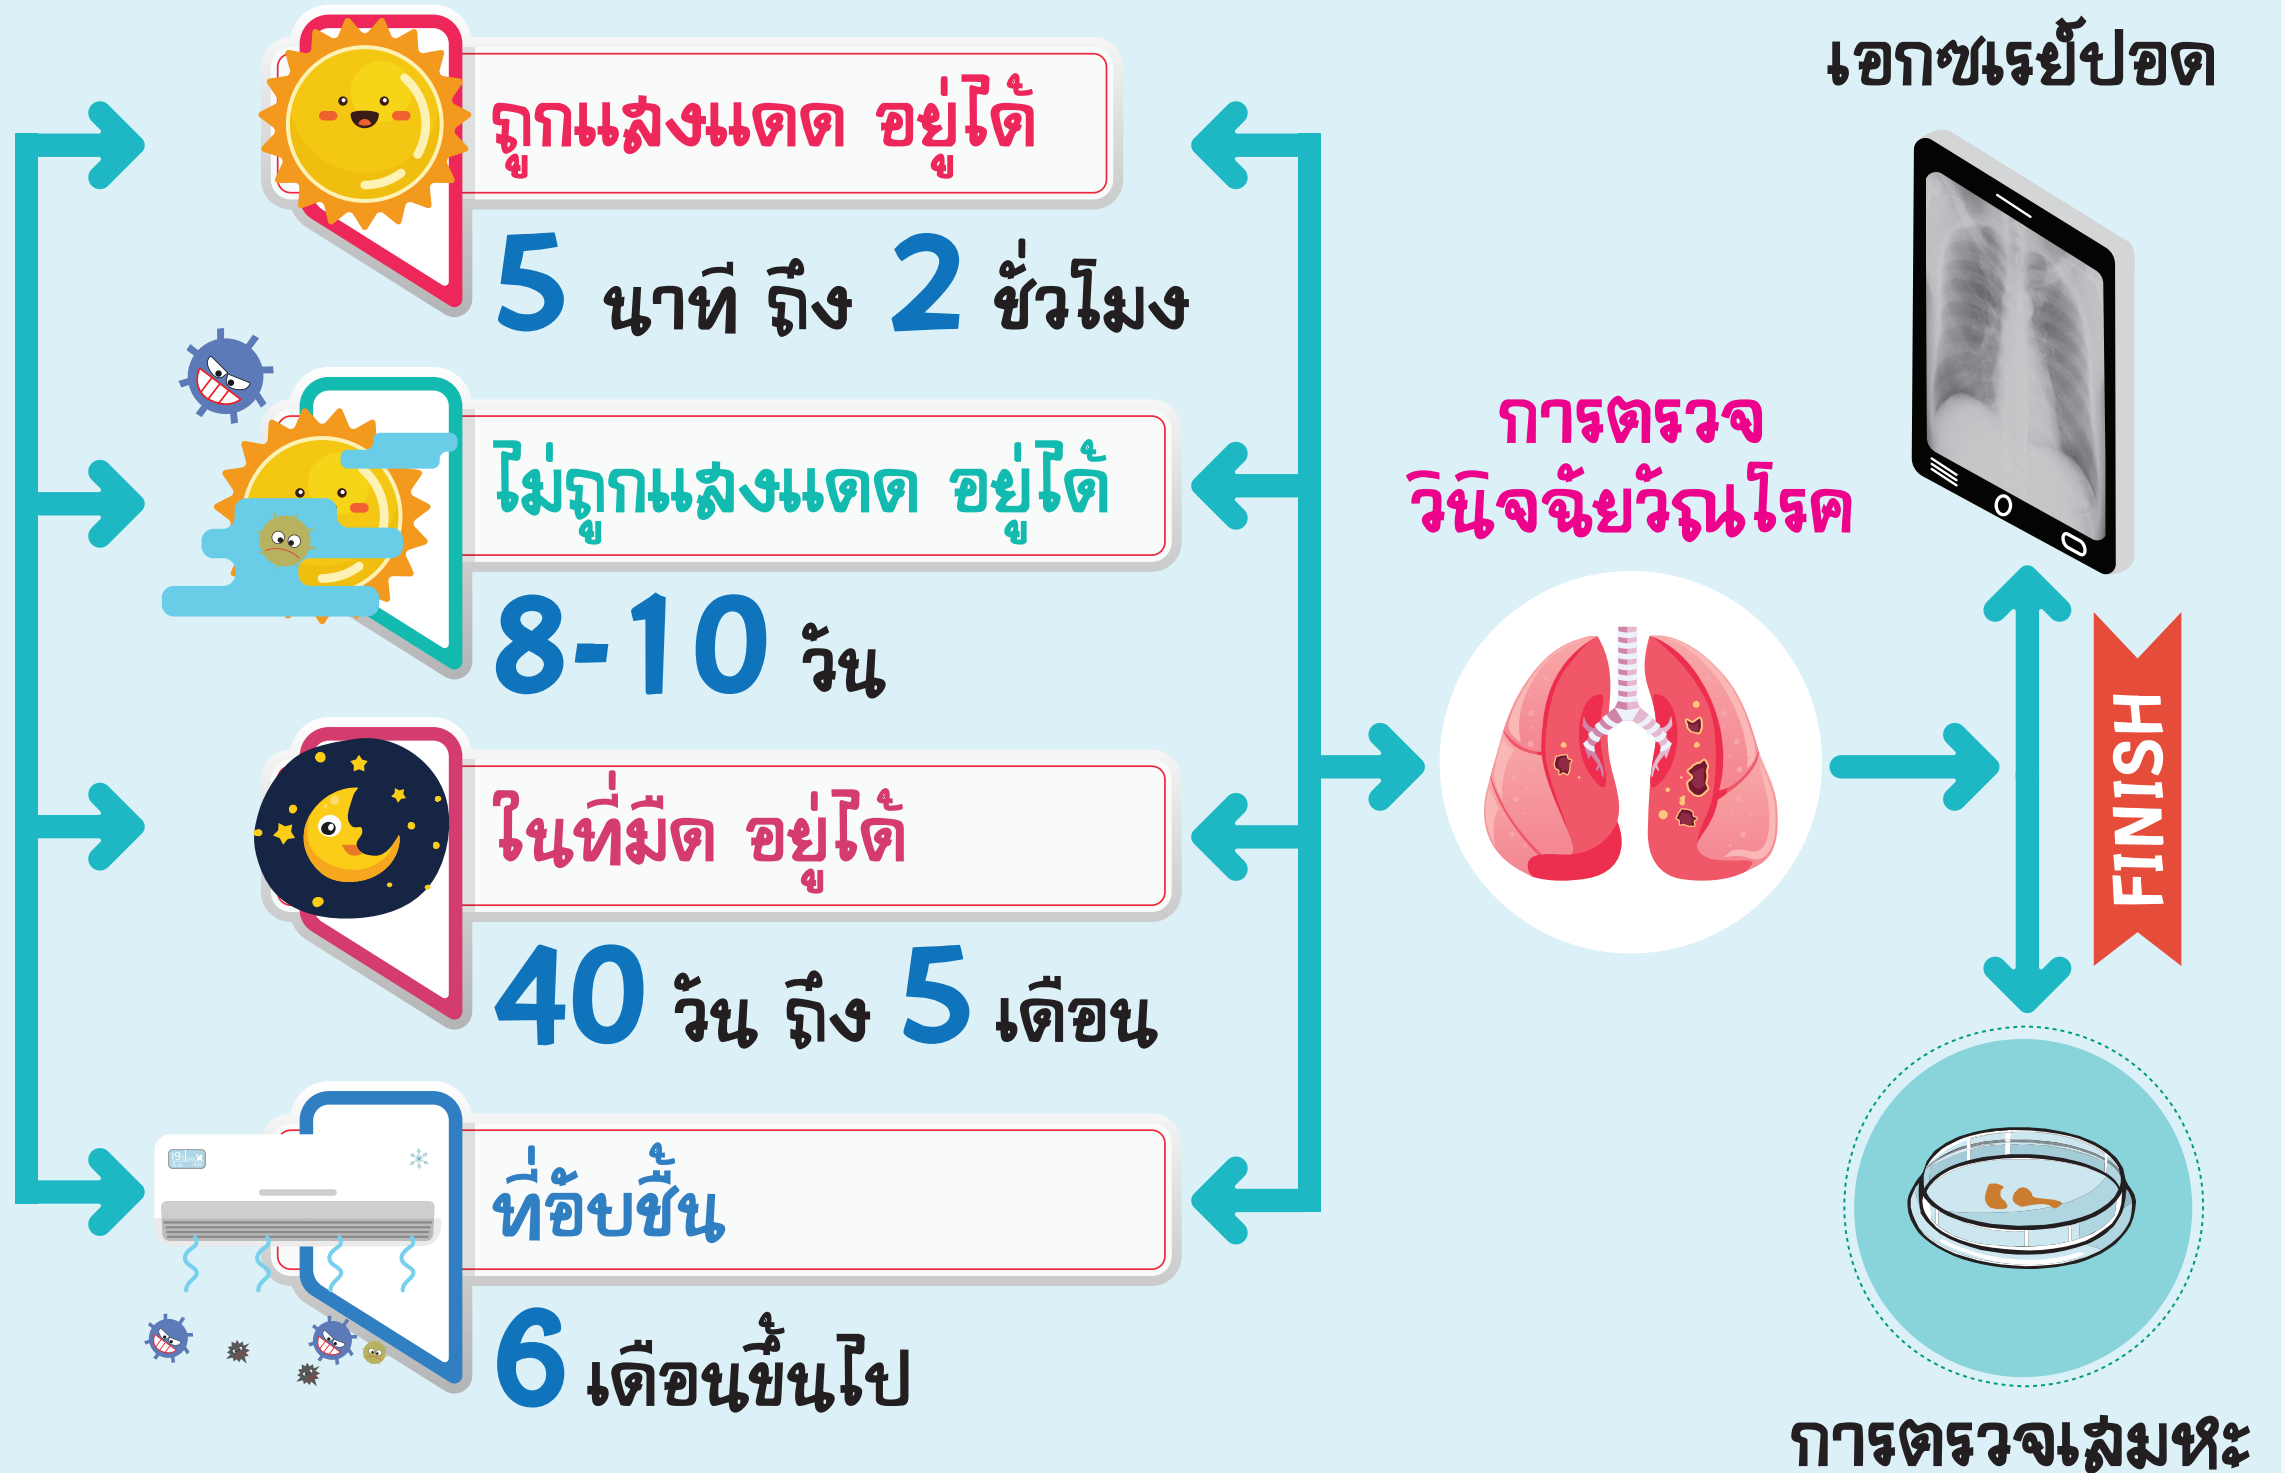 ถูกแสงแดด อยู่ได้
5 นาที ถึง 2 ชั่วโมง
ไม่ถูกแสงแดด อยู่ได้
8-10 วัน
ในที่มืด อยู่ได้
40 วัน ถึง 5 เดือน
ที่อับชื้น
6 เดือนขึ้นไป
การตรวจ
วินิจฉัยวัณโรค
เอกซเรย์ปอด
FINISH
การตรวจเสมหะ